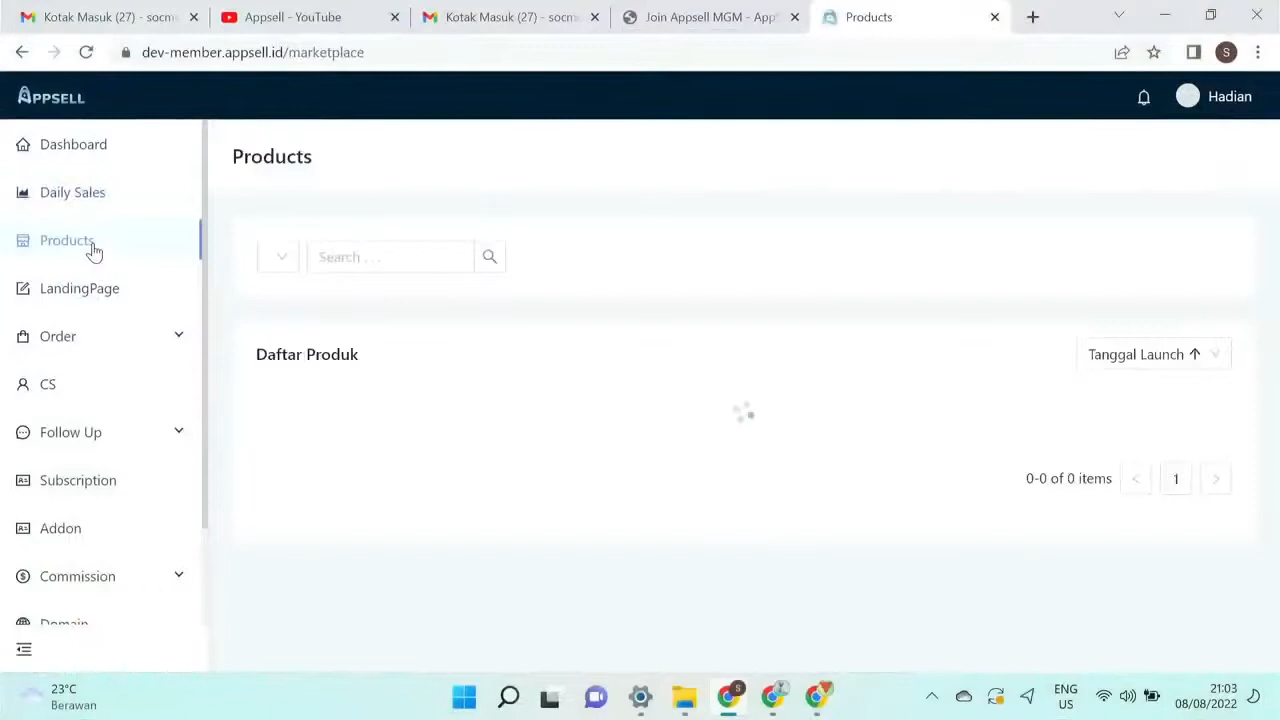 Kotak Masuk (27) - socm
Appsell - YouTube
Kotak Masuk (27) - socm
Join Appsell MGM - App
Products
dev-member.appsell.id/marketplace
S
APPSELL
Hadian
Dashboard
Daily Sales
Products
LandingPage
Order
CS
Follow Up
Subscription
Addon
Commission
Domain
Products
Search . . .
Daftar Produk
Tanggal Launch
0-0 of 0 items
<
1
>
23°C
Berawan
S
ENG
US
21:03
08/08/2022